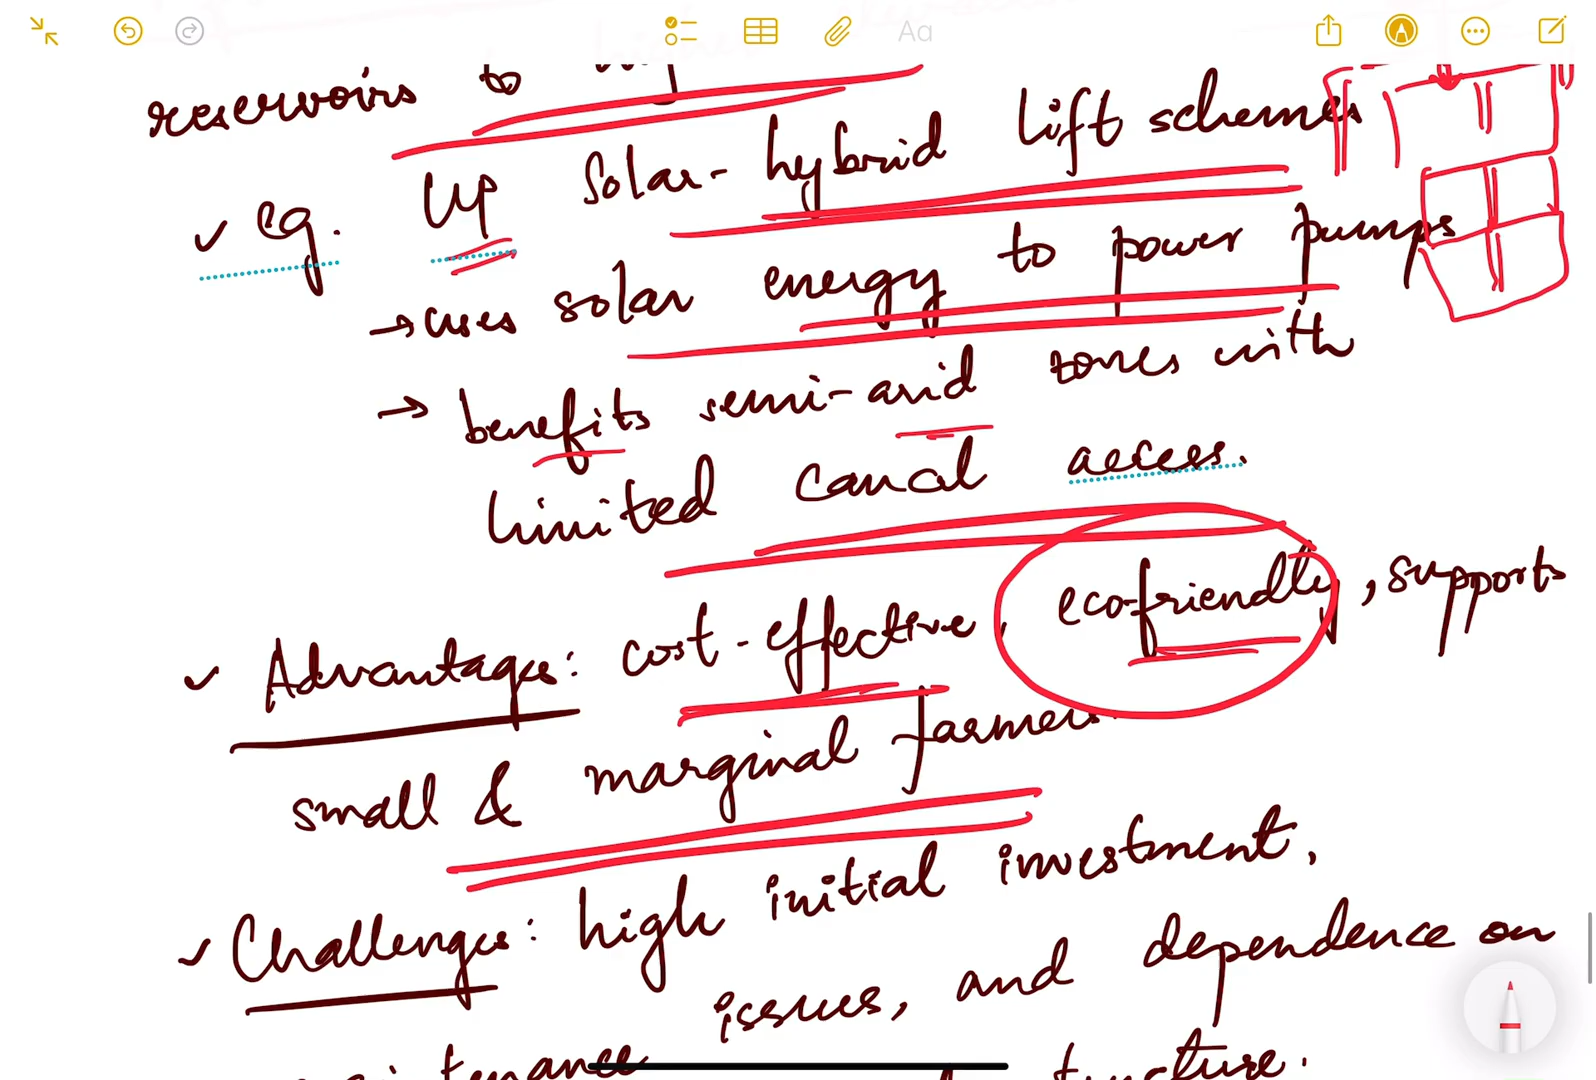 Aa
reservoirs to
✓ eg. UP Solar-hybrid lift schemes
→ uses solar energy to power pumps
→ benefits semi-arid zones with
limited canal access.
✓ Advantages: cost-effective, eco-friendly, supports
small & marginal farmers
✓ Challenges: high initial investment,
issues, and dependence on